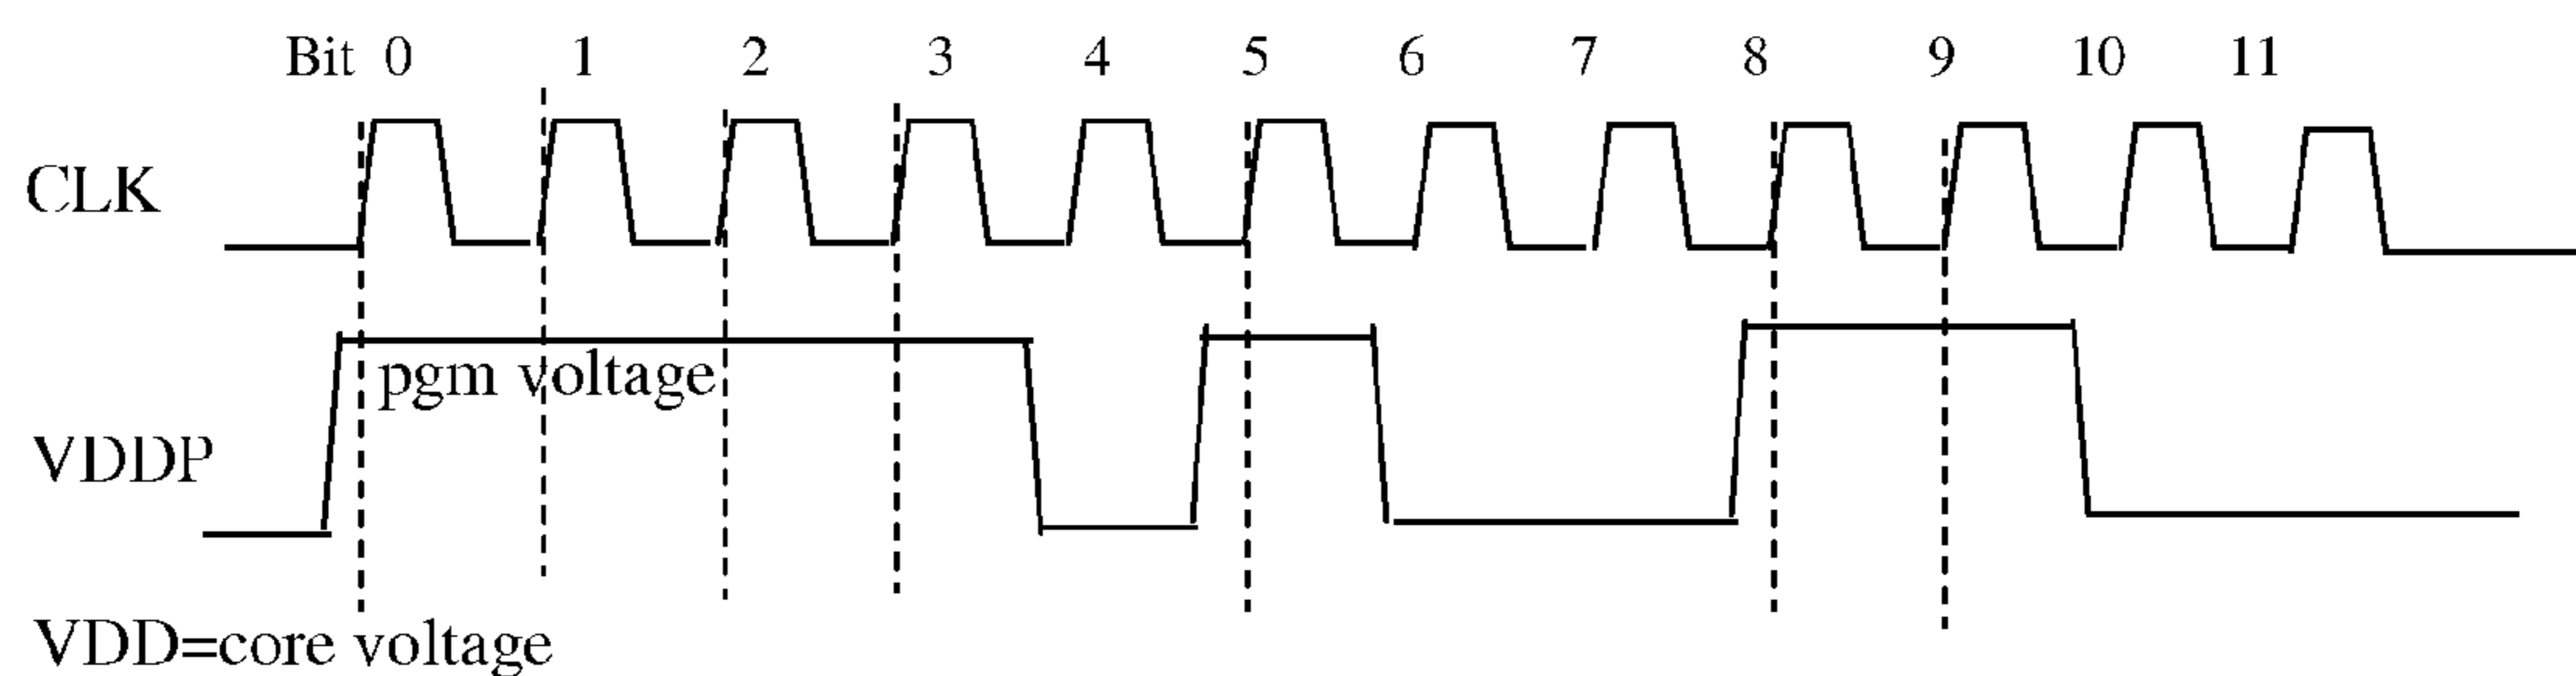 Bit 0 1 2 3 4 5 6 7 8 9 10 11
CLK
pgm voltage
VDDP
VDD=core voltage